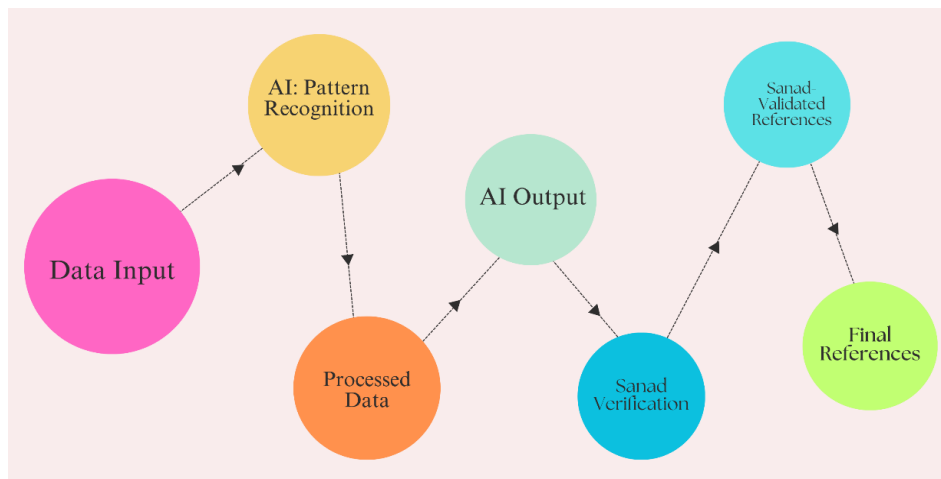 Data Input
AI: Pattern
Recognition
Processed
Data
AI Output
Sanad
Verification
Sanad-
Validated
References
Final
References